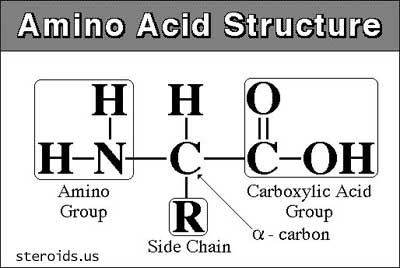 Amino Acid Structure
H H O
H N C C OH
Amino Group
R
Carboxylic Acid Group
Side Chain
α - carbon
steroids.us